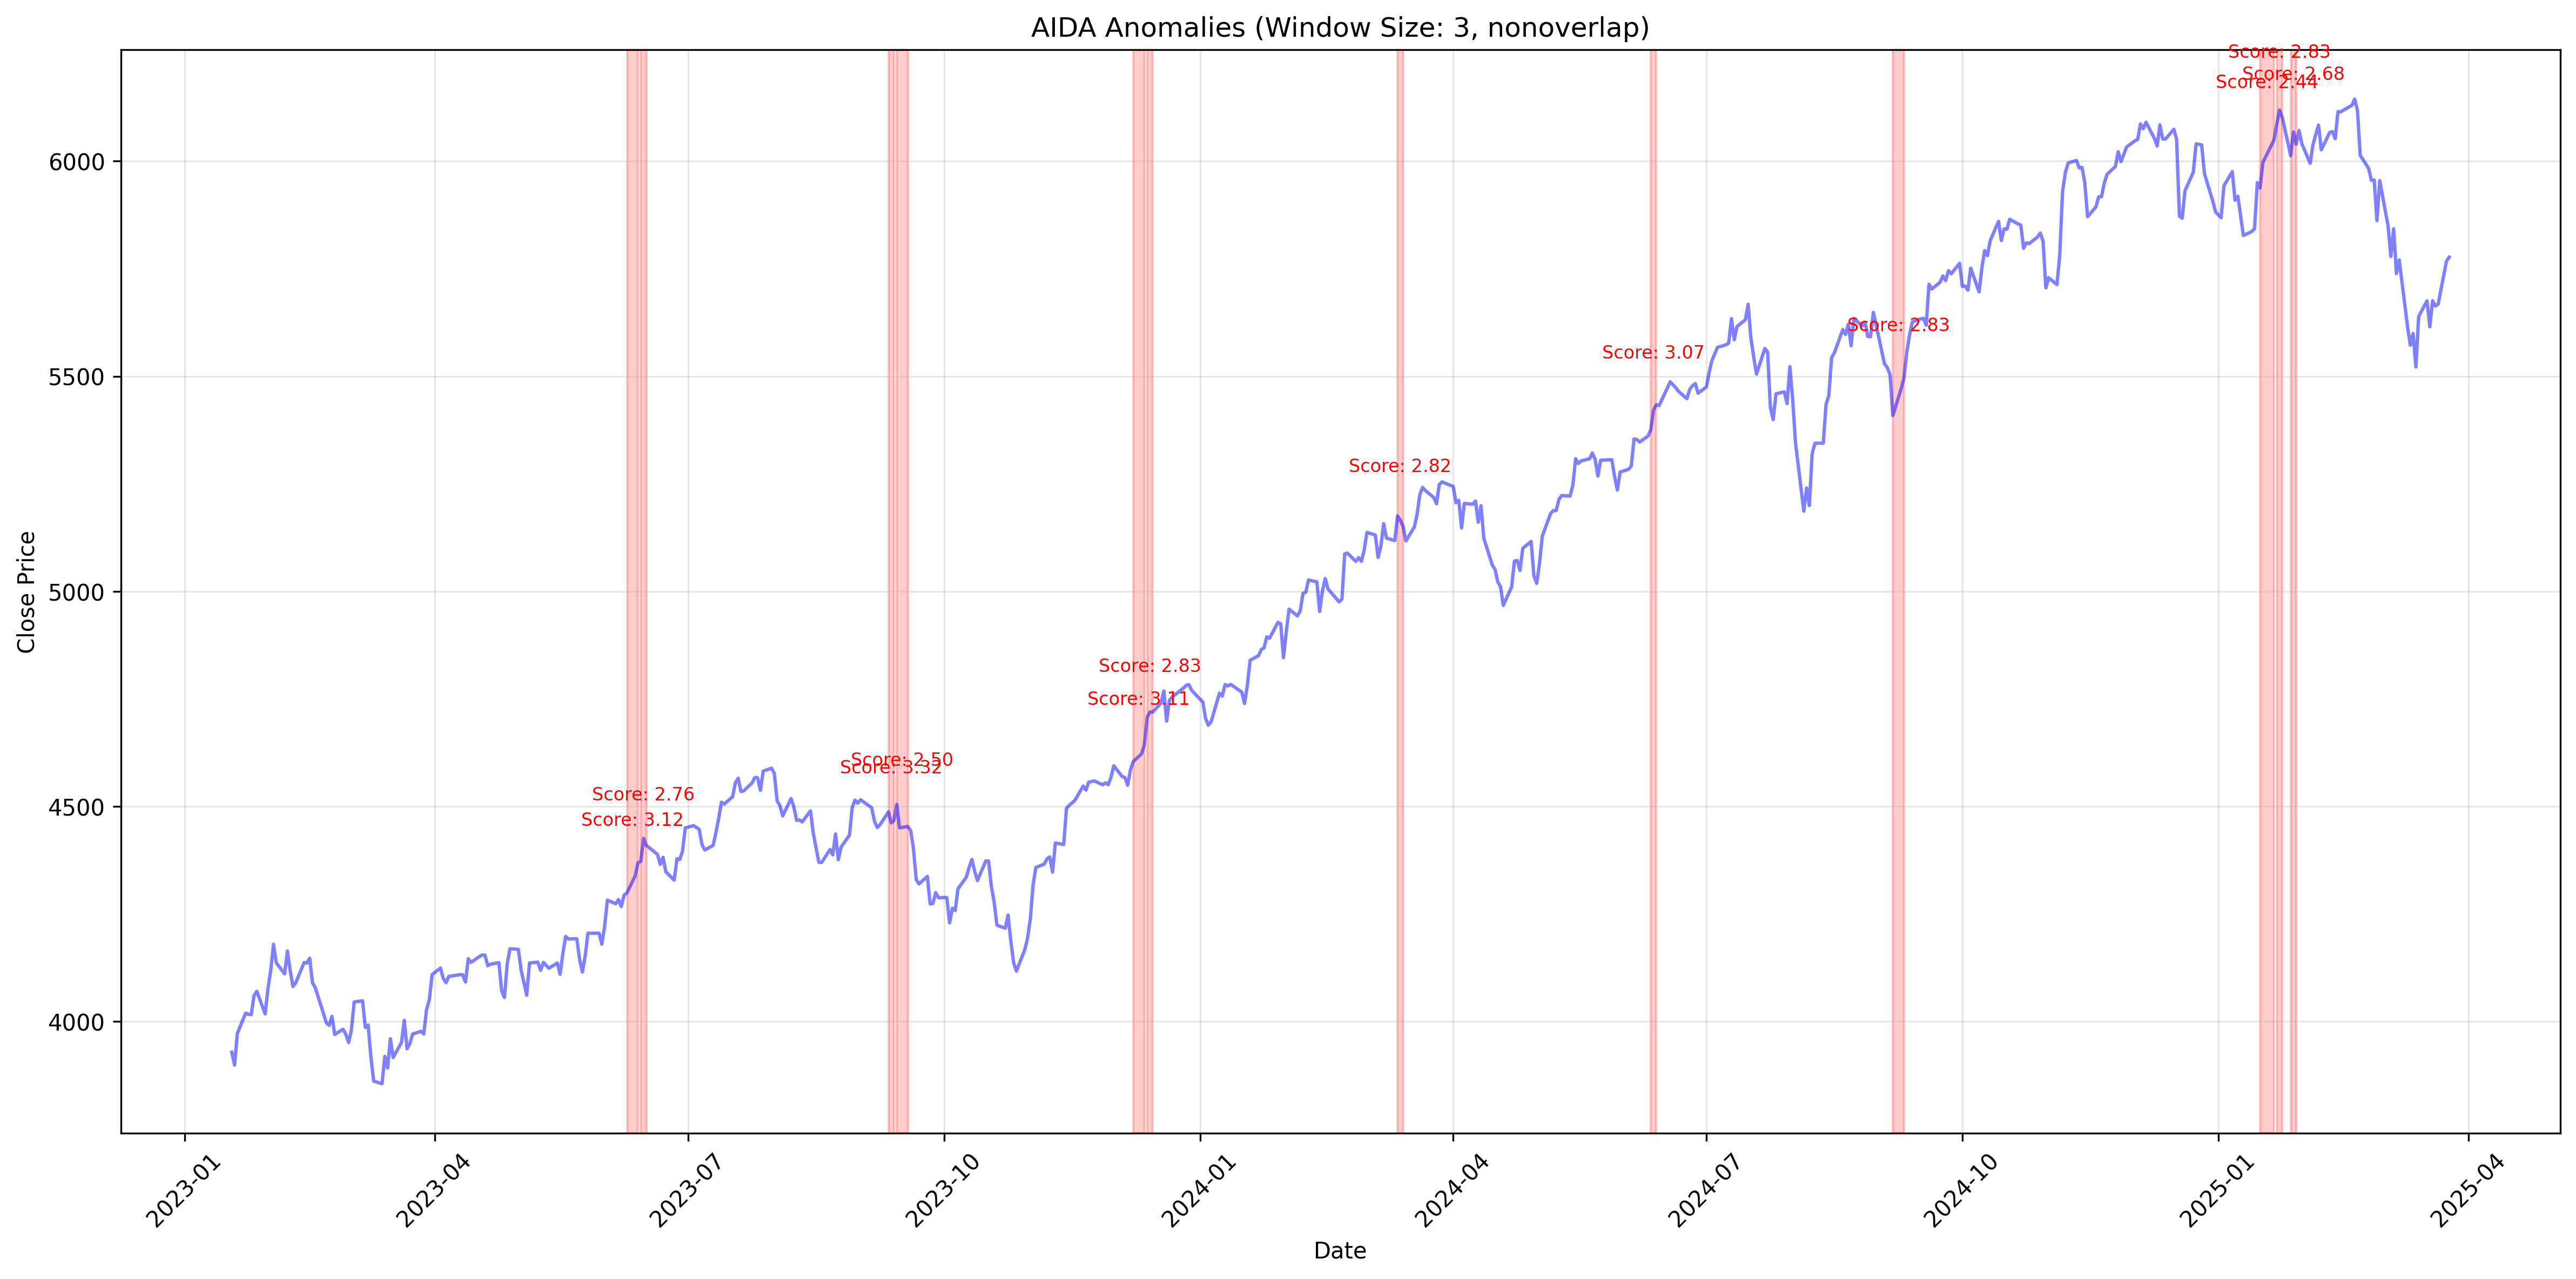 AIDA Anomalies (Window Size: 3, nonoverlap)
Score: 2.83
Score: 2.68
Score: 2.44
6000
5500
5000
4500
4000
Close Price
Score: 2.83
Score: 3.07
Score: 2.82
Score: 2.83
Score: 3.11
Score: 2.50
Score: 3.32
Score: 2.76
Score: 3.12
2023-01
2023-04
2023-07
2023-10
2024-01
2024-04
2024-07
2024-10
2025-01
2025-04
Date